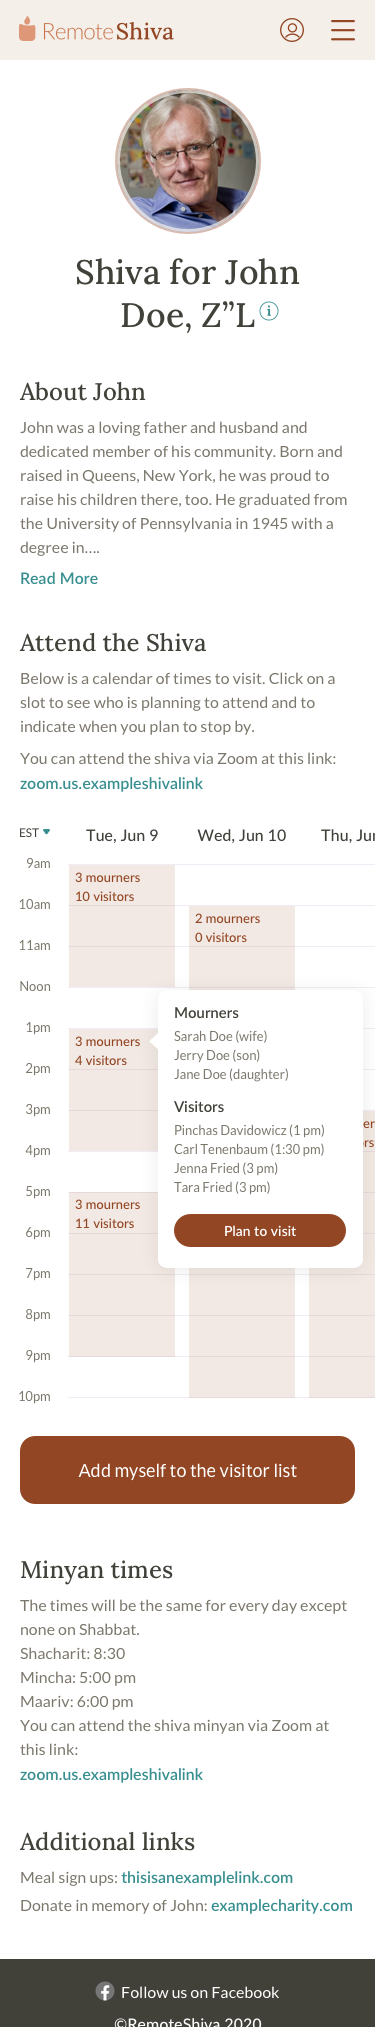 RemoteShiva
Shiva for John
Doe, Z”L
About John
John was a loving father and husband and
dedicated member of his community. Born and
raised in Queens, New York, he was proud to
raise his children there, too. He graduated from
the University of Pennsylvania in 1945 with a
degree in....
Read More
Attend the Shiva
Below is a calendar of times to visit. Click on a
slot to see who is planning to attend and to
indicate when you plan to stop by.
You can attend the shiva via Zoom at this link:
zoom.us.exampleshivalink
EST Tue, Jun 9 Wed, Jun 10 Thu, Ju
9am
3 mourners
10 visitors
10am
2 mourners
0 visitors
11am
Noon
1pm
3 mourners
4 visitors
2pm
3pm
4pm
5pm
3 mourners
11 visitors
6pm
7pm
8pm
9pm
10pm
Mourners
Sarah Doe (wife)
Jerry Doe (son)
Jane Doe (daughter)
Visitors
Pinchas Davidowicz (1 pm)
Carl Tenenbaum (1:30 pm)
Jenna Fried (3 pm)
Tara Fried (3 pm)
Plan to visit
Add myself to the visitor list
Minyan times
The times will be the same for every day except
none on Shabbat.
Shacharit: 8:30
Mincha: 5:00 pm
Maariv: 6:00 pm
You can attend the shiva minyan via Zoom at
this link:
zoom.us.exampleshivalink
Additional links
Meal sign ups: thisisanexamplelink.com
Donate in memory of John: examplecharity.com
Follow us on Facebook
©RemoteShiva 2020